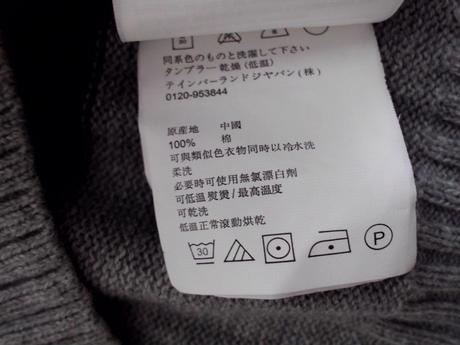 同系色のものと洗濯して下さい
タンブラー乾燥(低温)
テインバーランドジヤパン(株)
0120-953844
原産地 中國
100% 棉
可與類似色衣物同時以冷水洗
柔洗
必要時可使用無氯漂白劑
可低溫熨燙/最高溫度
可乾洗
低溫正常滾動烘乾
30 P